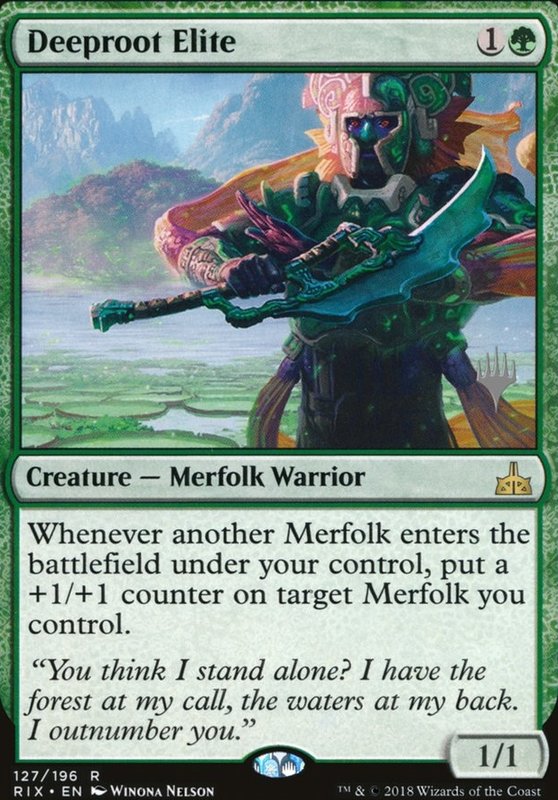 Deeproot Elite 1
Creature — Merfolk Warrior
Whenever another Merfolk enters the
battlefield under your control, put a
+1/+1 counter on target Merfolk you
control.
“You think I stand alone? I have the
forest at my call, the waters at my back.
I outnumber you.”
1/1
127/196 R
RIX • EN Winona Nelson
™ & © 2018 Wizards of the Coast